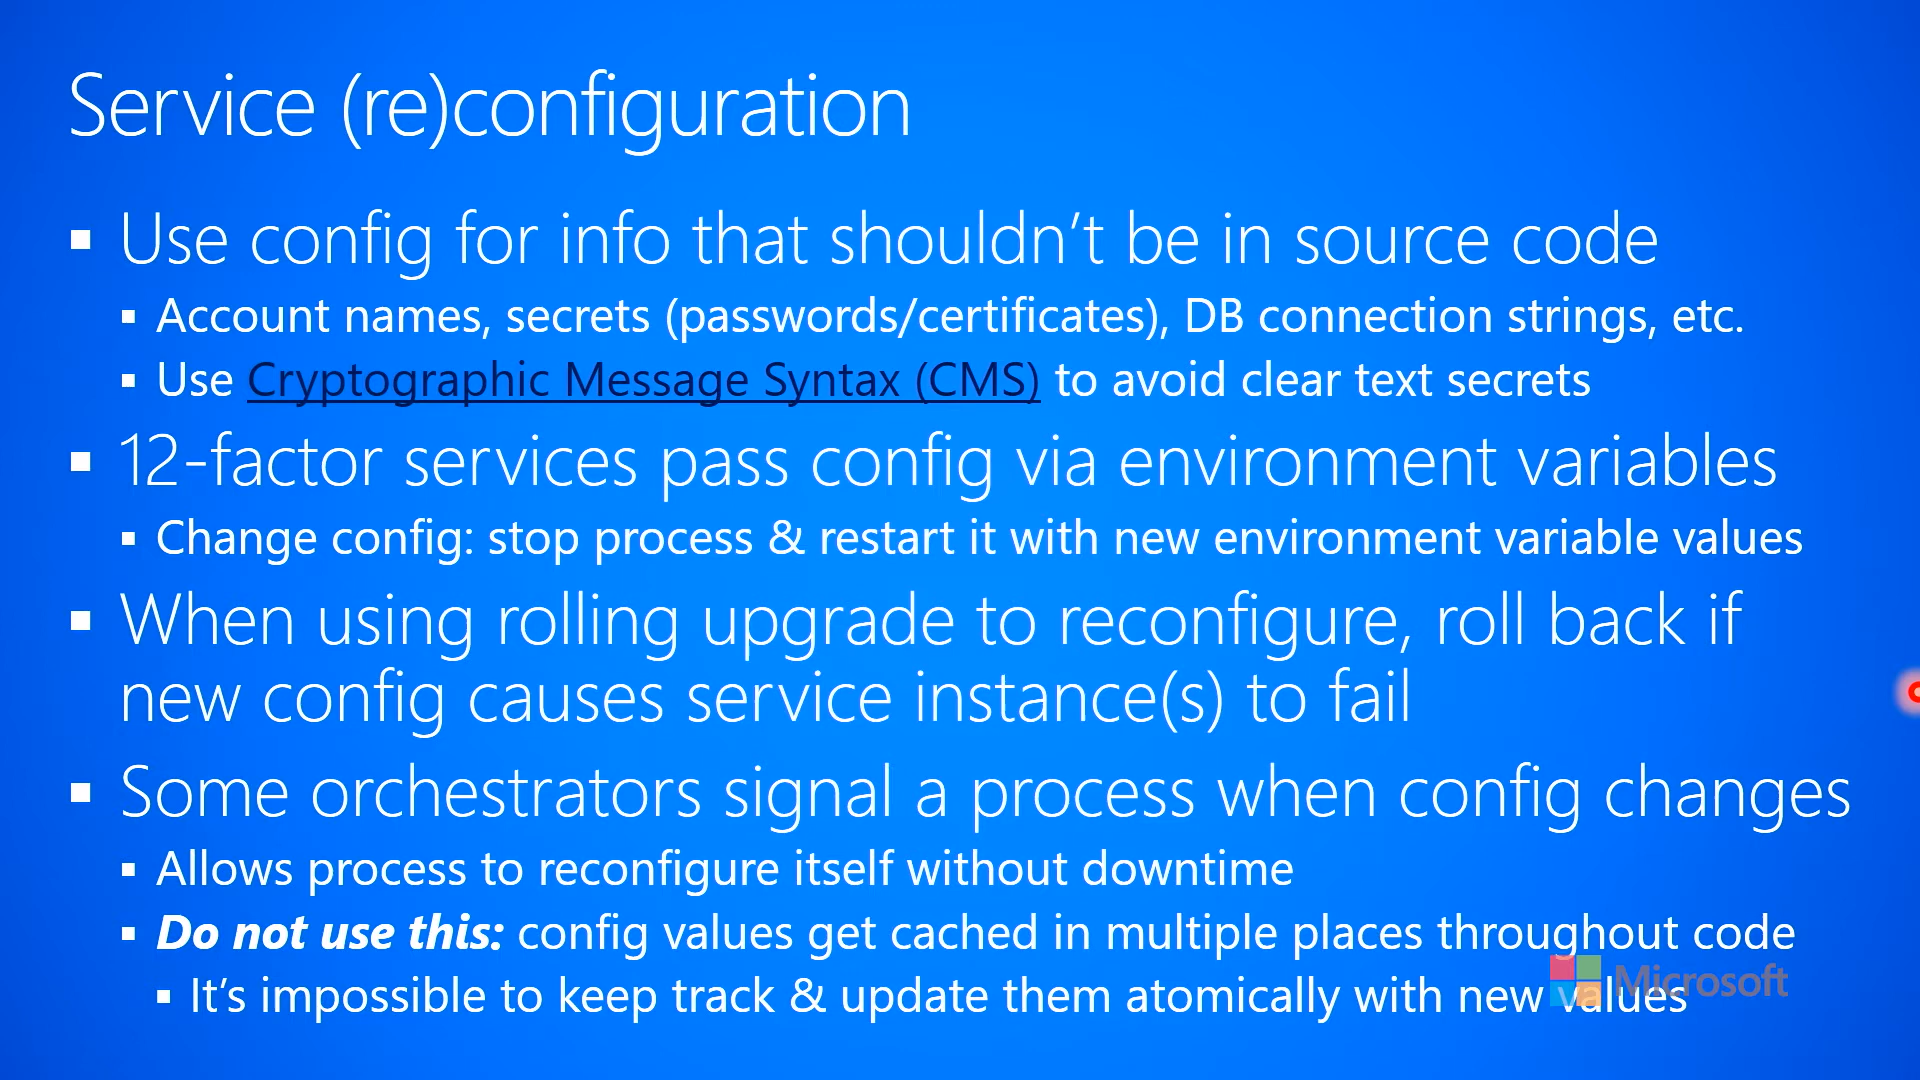 Service (re)configuration
▪ Use config for info that shouldn’t be in source code
▪ Account names, secrets (passwords/certificates), DB connection strings, etc.
▪ Use Cryptographic Message Syntax (CMS) to avoid clear text secrets
▪ 12-factor services pass config via environment variables
▪ Change config: stop process & restart it with new environment variable values
▪ When using rolling upgrade to reconfigure, roll back if
new config causes service instance(s) to fail
▪ Some orchestrators signal a process when config changes
▪ Allows process to reconfigure itself without downtime
▪ Do not use this: config values get cached in multiple places throughout code
▪ It’s impossible to keep track & update them atomically with new values
Microsoft